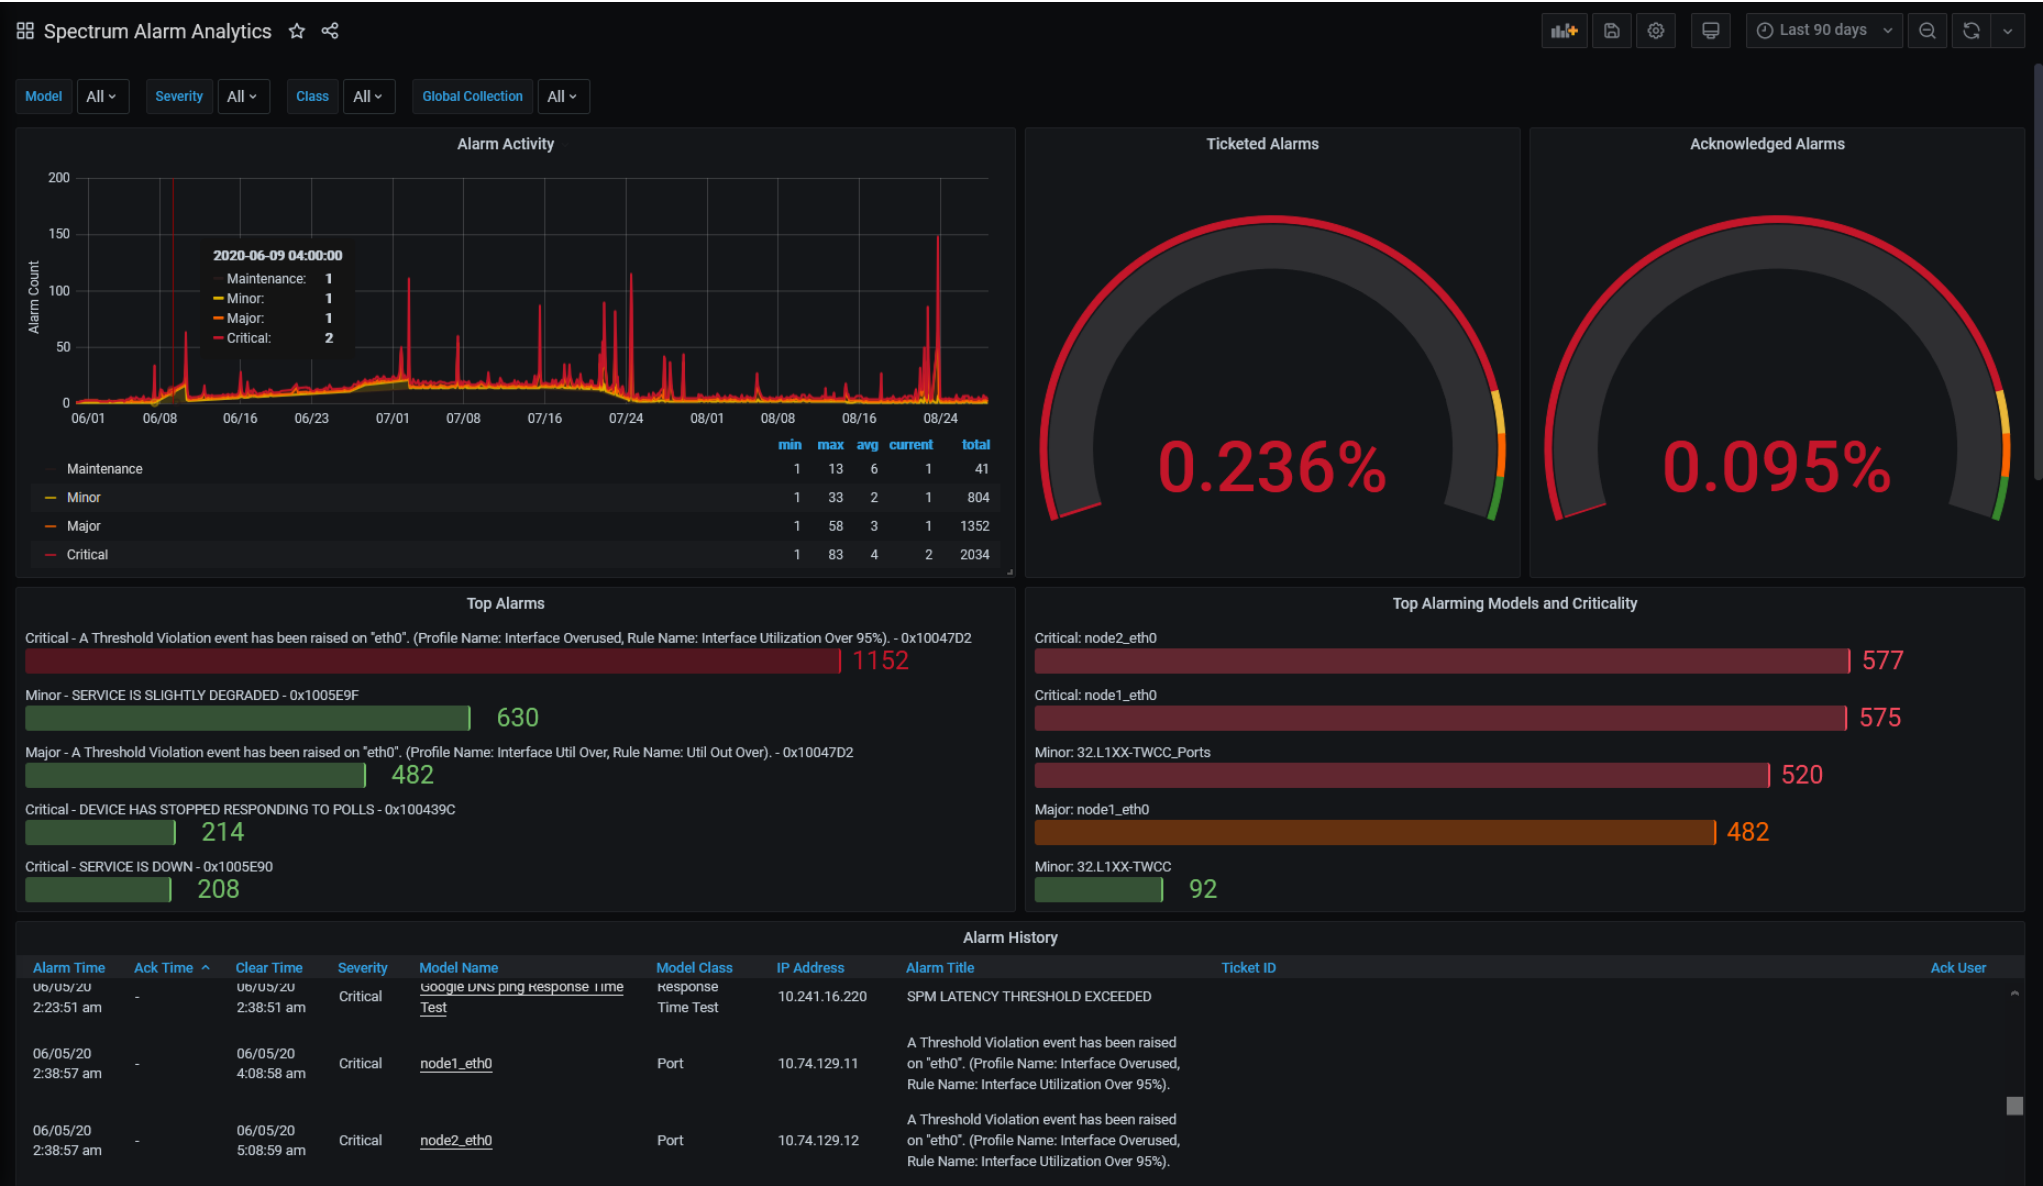 Spectrum Alarm Analytics
Last 90 days
Model All Severity All Class All Global Collection All
Alarm Activity
Alarm Count
200
150
100
50
0
06/01 06/08 06/16 06/23 07/01 07/08 07/16 07/24 08/01 08/08 08/16 08/24
2020-06-09 04:00:00
Maintenance: 1
Minor: 1
Major: 1
Critical: 2
min max avg current total
Maintenance 1 13 6 1 41
Minor 1 33 2 1 804
Major 1 58 3 1 1352
Critical 1 83 4 2 2034
Ticketed Alarms
0.236%
Acknowledged Alarms
0.095%
Top Alarms
Critical - A Threshold Violation event has been raised on "eth0". (Profile Name: Interface Overused, Rule Name: Interface Utilization Over 95%). - 0x10047D2
1152
Minor - SERVICE IS SLIGHTLY DEGRADED - 0x1005E9F
630
Major - A Threshold Violation event has been raised on "eth0". (Profile Name: Interface Util Over, Rule Name: Util Out Over). - 0x10047D2
482
Critical - DEVICE HAS STOPPED RESPONDING TO POLLS - 0x100439C
214
Critical - SERVICE IS DOWN - 0x1005E90
208
Top Alarming Models and Criticality
Critical: node2_eth0
577
Critical: node1_eth0
575
Minor: 32.L1XX-TWCC_Ports
520
Major: node1_eth0
482
Minor: 32.L1XX-TWCC
92
Alarm History
Alarm Time Ack Time Clear Time Severity Model Name Model Class IP Address Alarm Title Ticket ID Ack User
06/05/20
2:23:51 am
-
06/05/20
2:38:51 am
Critical
Google DNS ping Response Time
Test
Response
Time Test
10.241.16.220
SPM LATENCY THRESHOLD EXCEEDED
06/05/20
2:38:57 am
-
06/05/20
4:08:58 am
Critical
node1_eth0
Port
10.74.129.11
A Threshold Violation event has been raised
on "eth0". (Profile Name: Interface Overused,
Rule Name: Interface Utilization Over 95%).
06/05/20
2:38:57 am
-
06/05/20
5:08:59 am
Critical
node2_eth0
Port
10.74.129.12
A Threshold Violation event has been raised
on "eth0". (Profile Name: Interface Overused,
Rule Name: Interface Utilization Over 95%).